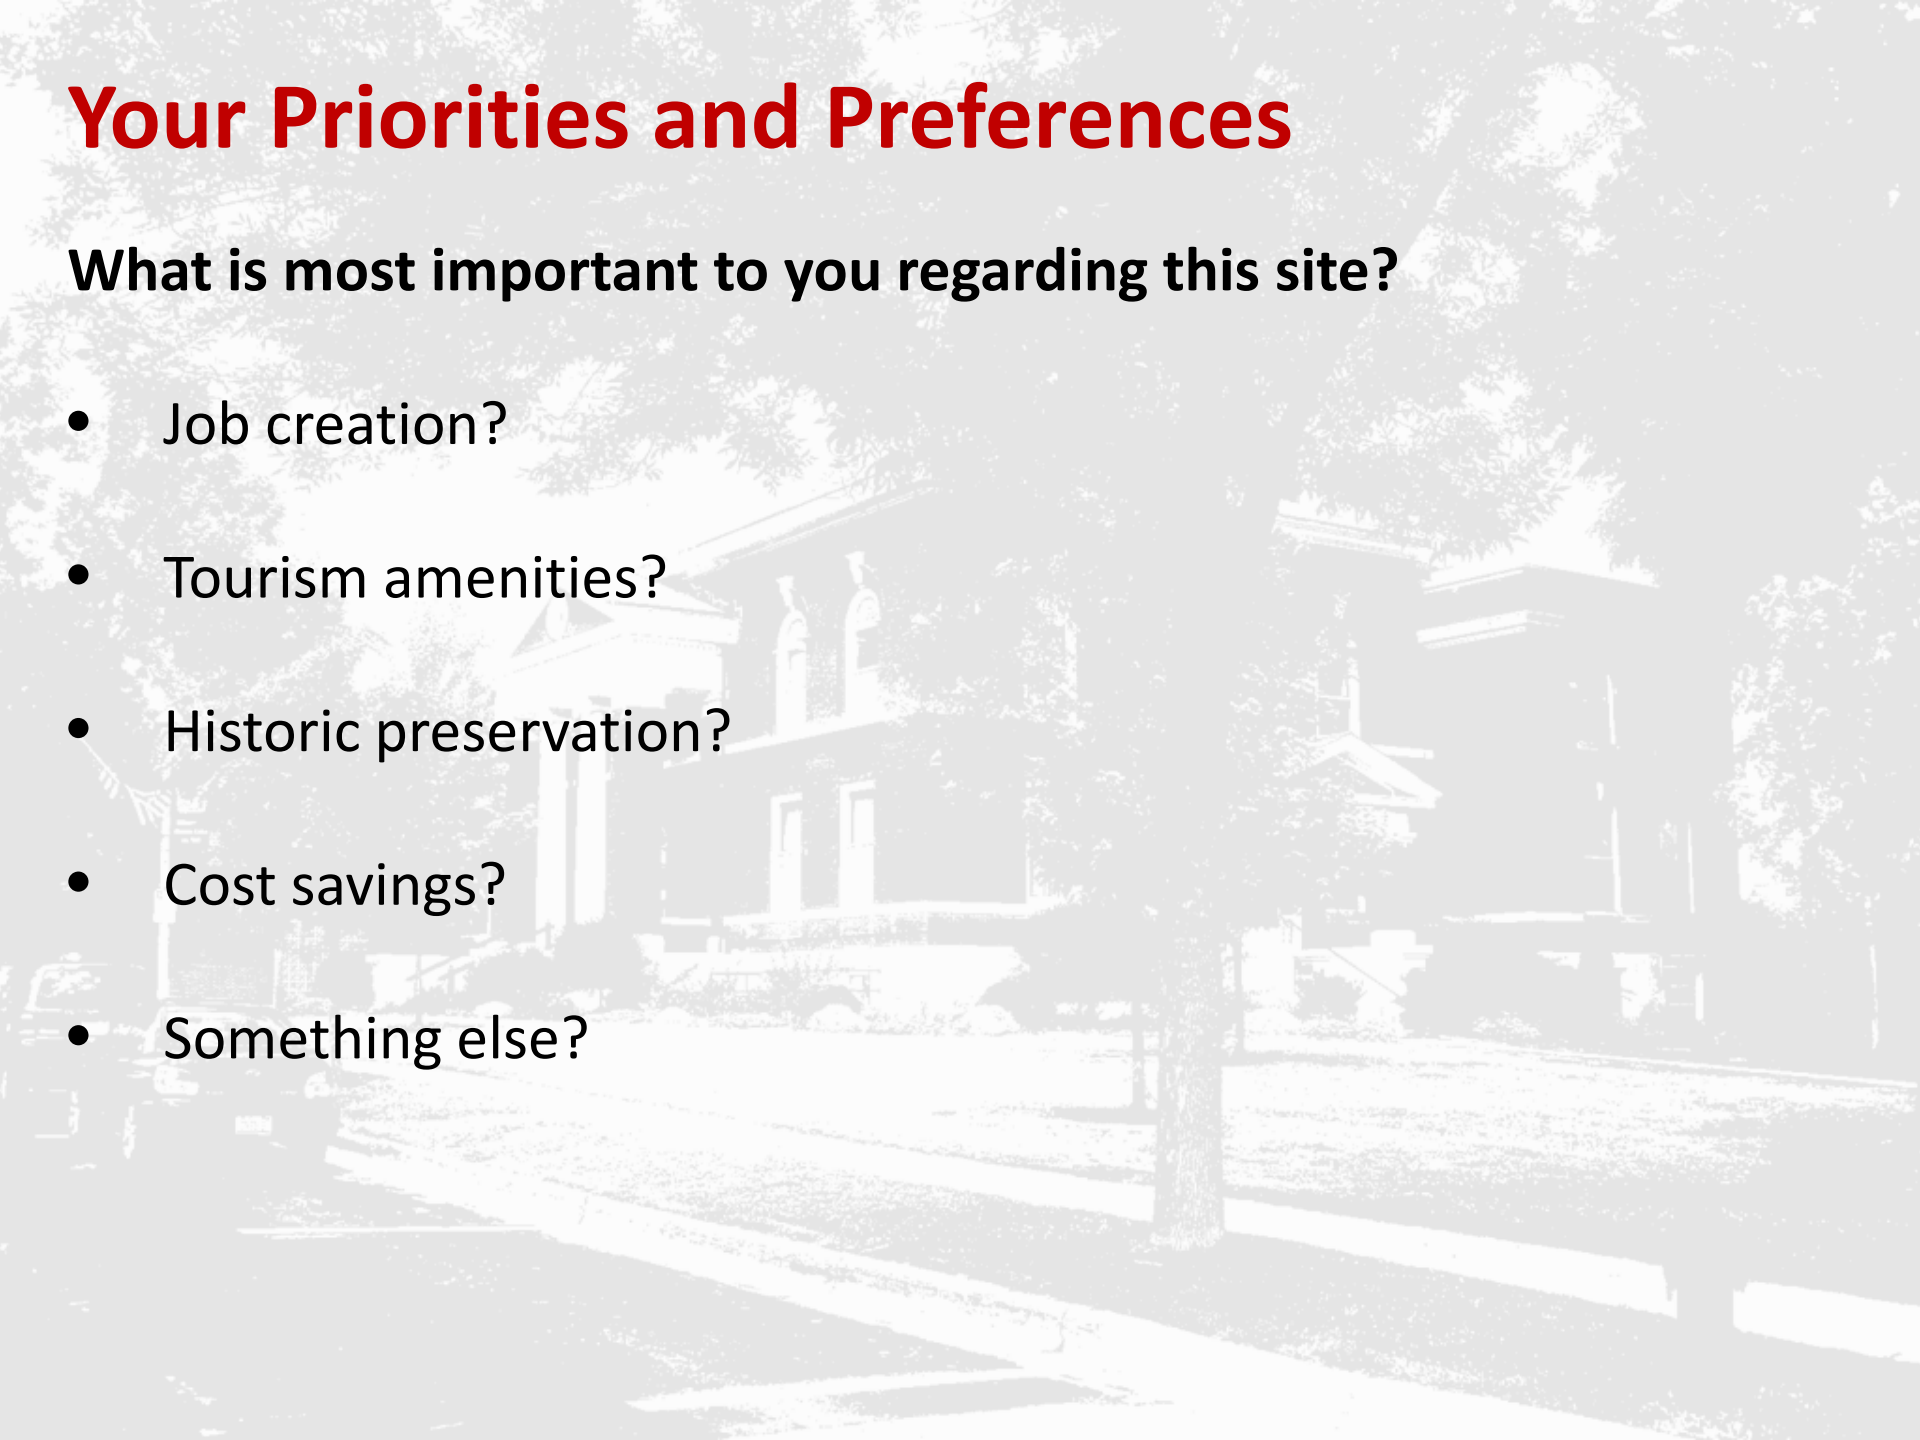 Your Priorities and Preferences
What is most important to you regarding this site?
• Job creation?
• Tourism amenities?
• Historic preservation?
• Cost savings?
• Something else?